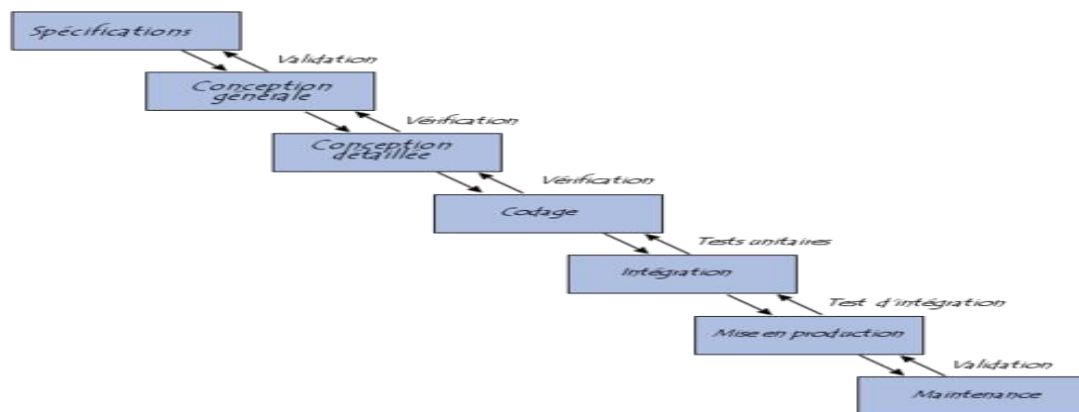 Spécifications
Validation
Conception
générale
Vérification
Conception
détaillée
Vérification
Codage
Tests unitaires
Intégration
Test d'intégration
Mise en production
Validation
Maintenance